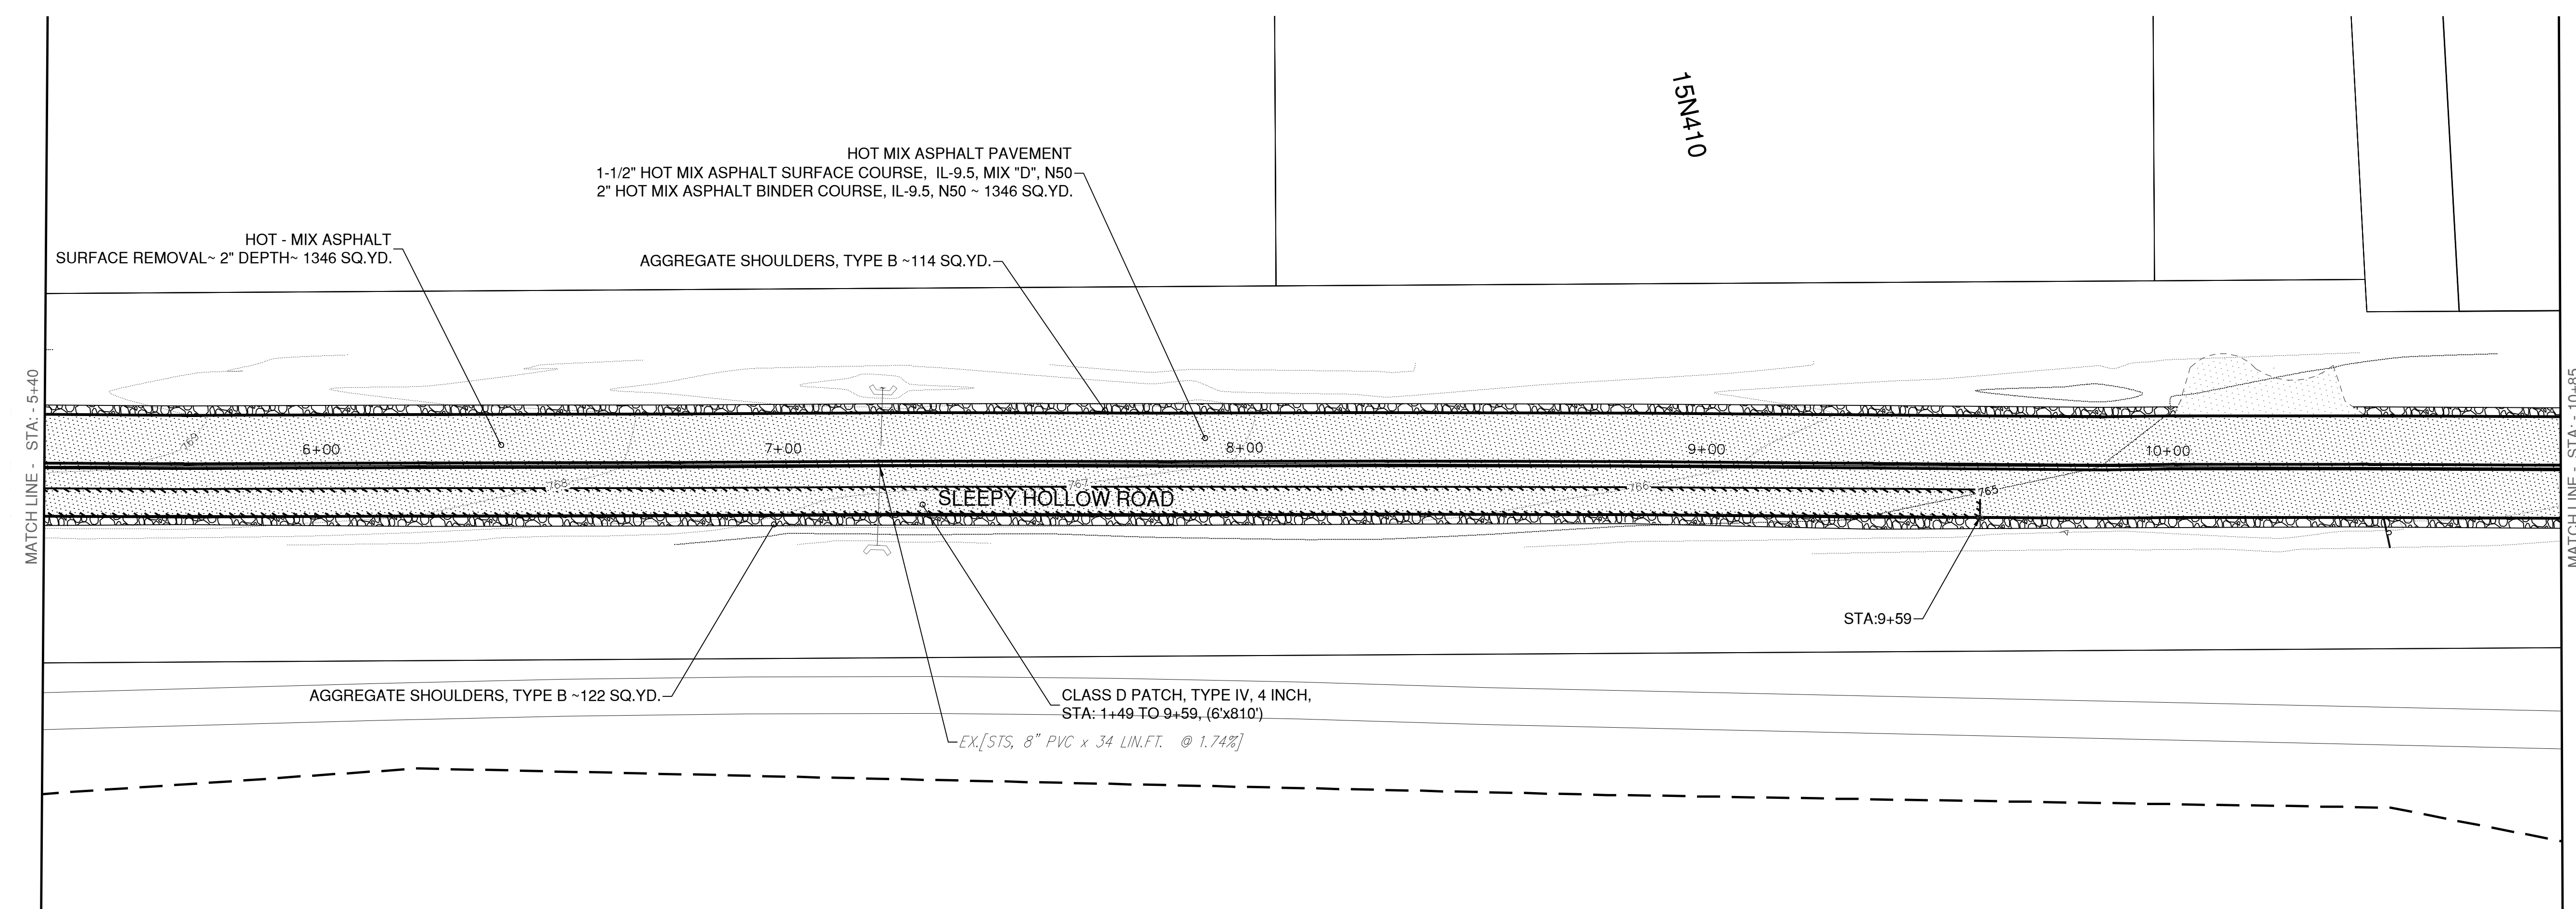 15N410
HOT MIX ASPHALT PAVEMENT
1-1/2" HOT MIX ASPHALT SURFACE COURSE, IL-9.5, MIX "D", N50
2" HOT MIX ASPHALT BINDER COURSE, IL-9.5, N50 ~ 1346 SQ.YD.
HOT - MIX ASPHALT
SURFACE REMOVAL~ 2" DEPTH~ 1346 SQ.YD.
AGGREGATE SHOULDERS, TYPE B ~114 SQ.YD.
MATCH LINE - STA: - 5+40
MATCH LINE - STA: - 10+85
769
6+00
7+00
8+00
9+00
10+00
768
767
766
765
SLEEPY HOLLOW ROAD
STA:9+59
AGGREGATE SHOULDERS, TYPE B ~122 SQ.YD.
CLASS D PATCH, TYPE IV, 4 INCH,
STA: 1+49 TO 9+59, (6'x810')
EX.[STS, 8" PVC x 34 LIN.FT. @ 1.74%]